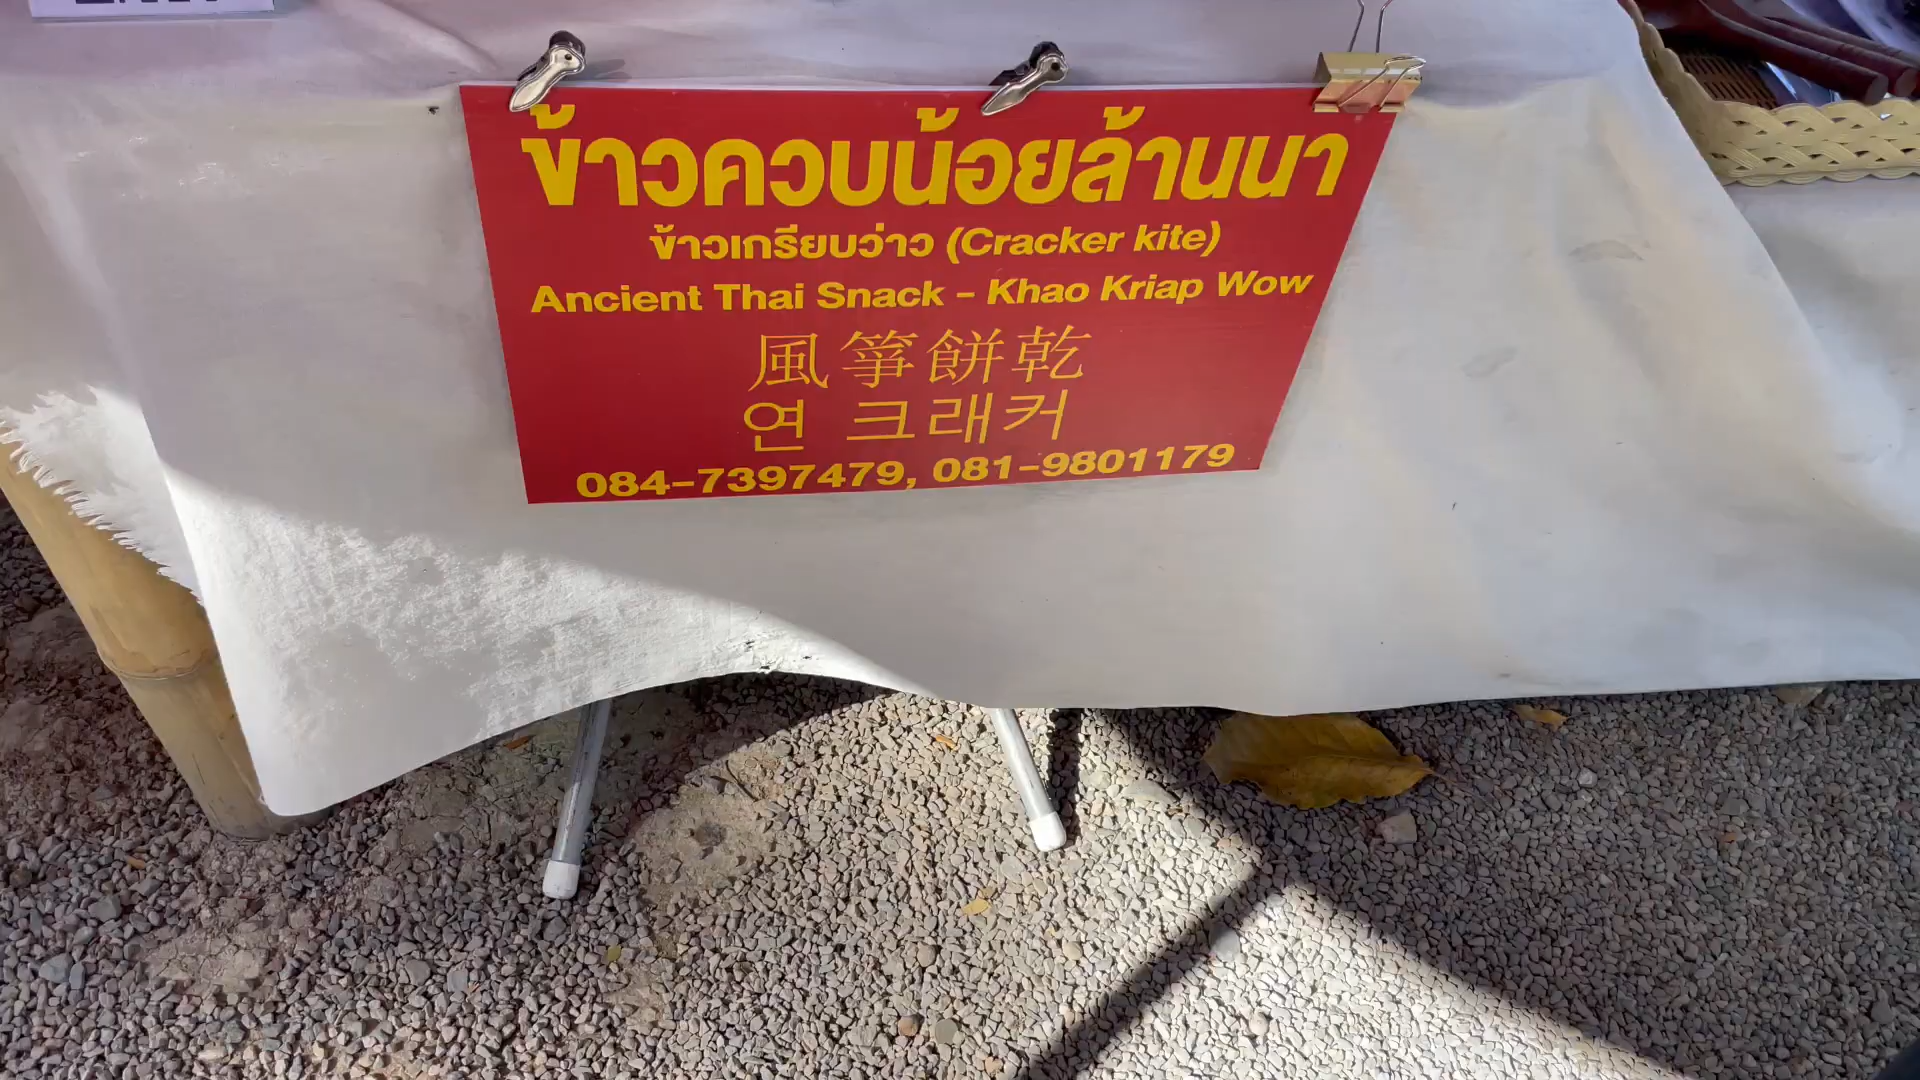 ข้าวควบน้อยล้านนา
ข้าวเกรียบว่าว (Cracker kite)
Ancient Thai Snack - Khao Kriap Wow
風箏餅乾
연 크래커
084-7397479, 081-9801179